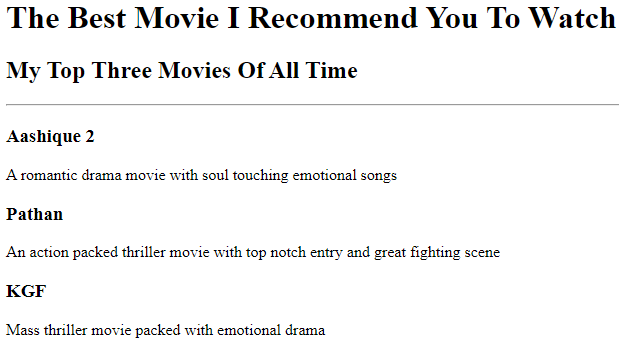 The Best Movie I Recommend You To Watch
My Top Three Movies Of All Time
Aashique 2
A romantic drama movie with soul touching emotional songs
Pathan
An action packed thriller movie with top notch entry and great fighting scene
KGF
Mass thriller movie packed with emotional drama